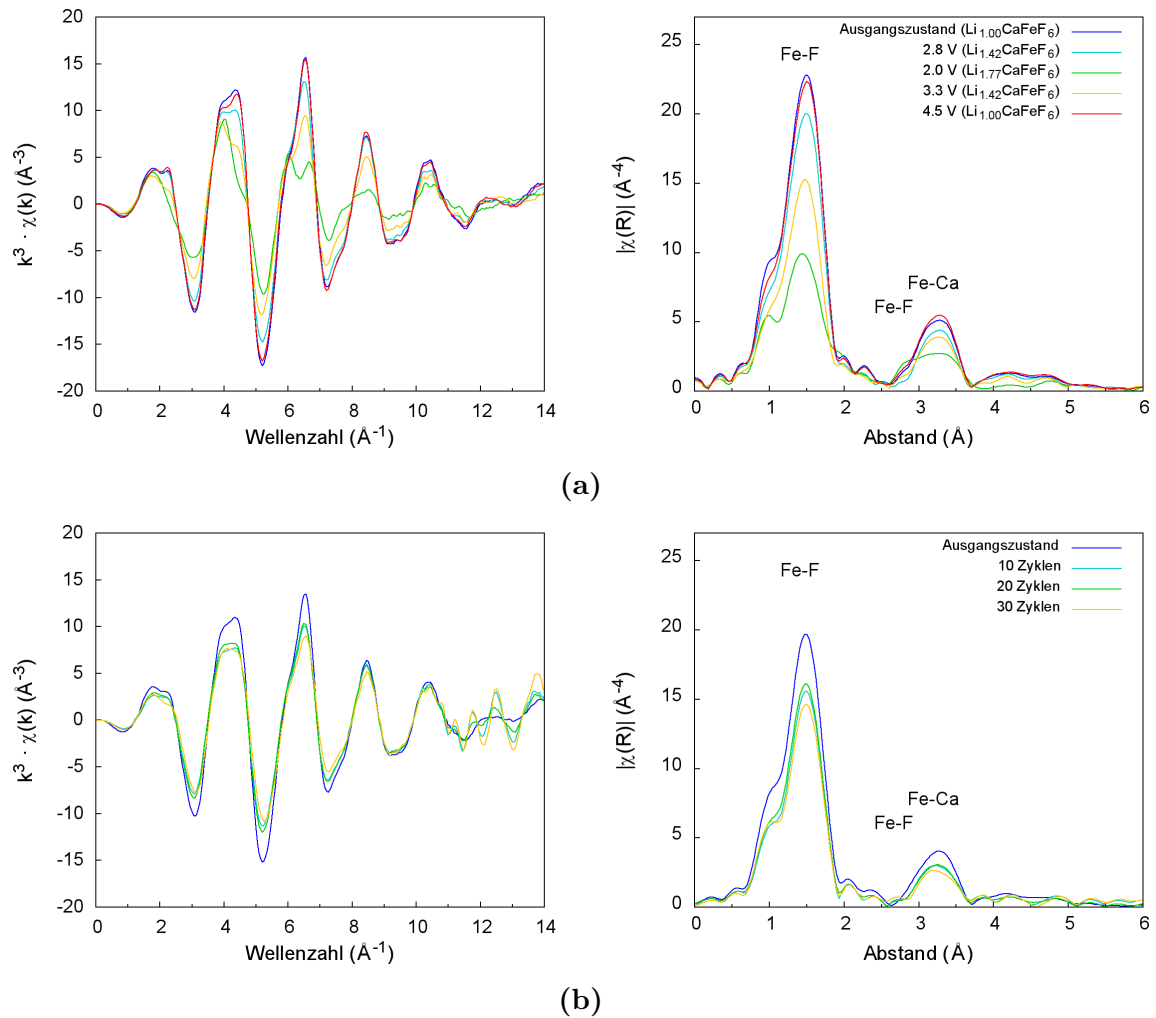 20
15
10
5
0
-5
-10
-15
-20
k³ · χ(k) (Å⁻³)
0 2 4 6 8 10 12 14
Wellenzahl (Å⁻¹)
25
20
15
10
5
0
|χ(R)| (Å⁻⁴)
Ausgangszustand (Li₁.₀₀CaFeF₆)
2.8 V (Li₁.₄₂CaFeF₆)
2.0 V (Li₁.₇₇CaFeF₆)
3.3 V (Li₁.₄₂CaFeF₆)
4.5 V (Li₁.₀₀CaFeF₆)
Fe-F
Fe-Ca
Fe-F
0 1 2 3 4 5 6
Abstand (Å)
(a)
20
15
10
5
0
-5
-10
-15
-20
k³ · χ(k) (Å⁻³)
0 2 4 6 8 10 12 14
Wellenzahl (Å⁻¹)
25
20
15
10
5
0
|χ(R)| (Å⁻⁴)
Ausgangszustand
10 Zyklen
20 Zyklen
30 Zyklen
Fe-F
Fe-Ca
Fe-F
0 1 2 3 4 5 6
Abstand (Å)
(b)